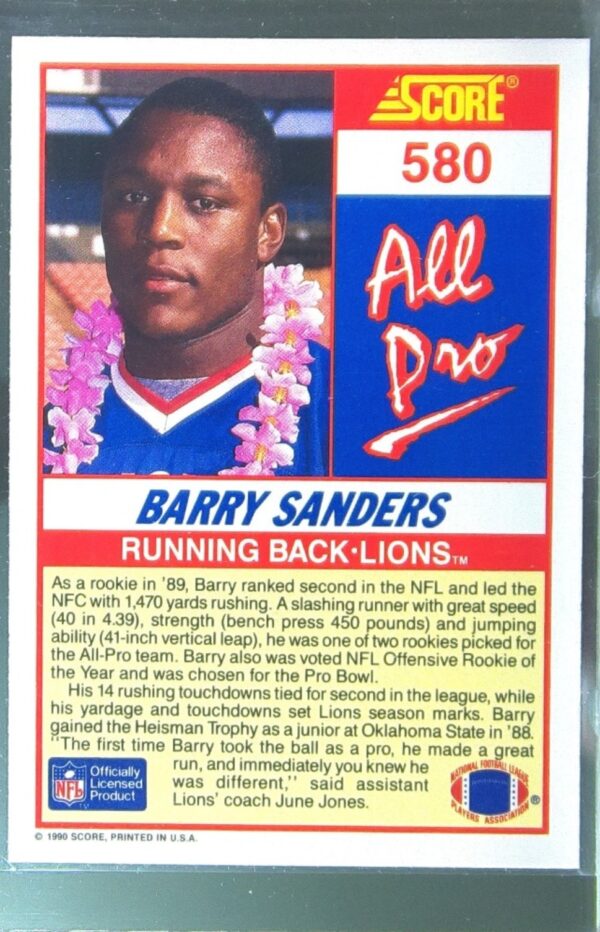 SCORE®
580
All
Pro
BARRY SANDERS
RUNNING BACK•LIONS™
As a rookie in '89, Barry ranked second in the NFL and led the
NFC with 1,470 yards rushing. A slashing runner with great speed
(40 in 4.39), strength (bench press 450 pounds) and jumping
ability (41-inch vertical leap), he was one of two rookies picked for
the All-Pro team. Barry also was voted NFL Offensive Rookie of
the Year and was chosen for the Pro Bowl.
His 14 rushing touchdowns tied for second in the league, while
his yardage and touchdowns set Lions season marks. Barry
gained the Heisman Trophy as a junior at Oklahoma State in '88.
"The first time Barry took the ball as a pro, he made a great
run, and immediately you knew he
was different," said assistant
Lions' coach June Jones.
NFL
Officially
Licensed
Product
NATIONAL FOOTBALL LEAGUE
PLAYERS ASSOCIATION ®
© 1990 SCORE, PRINTED IN U.S.A.